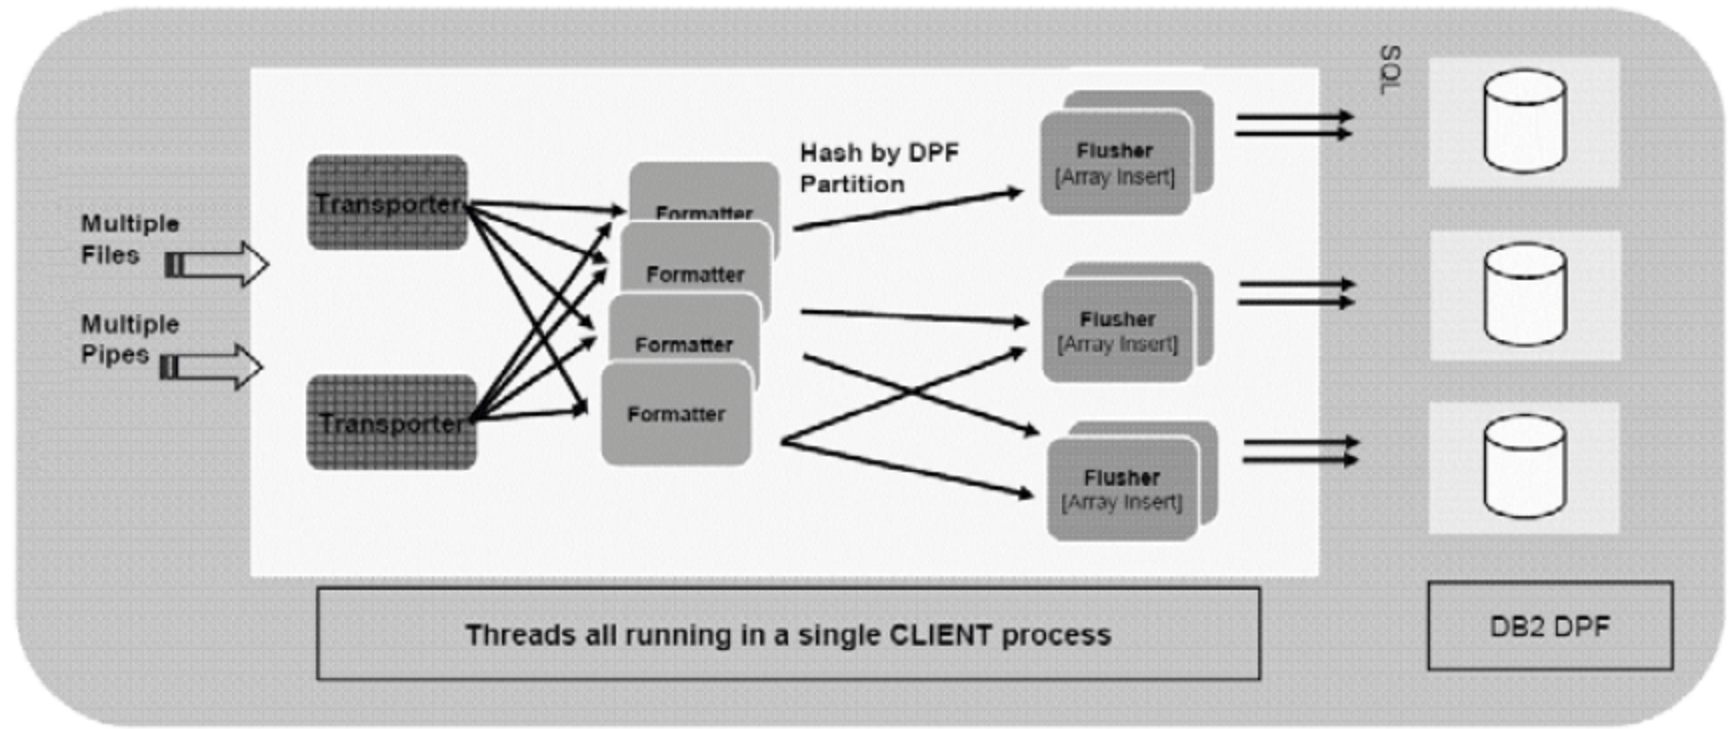 Multiple
Files
Multiple
Pipes
Transporter
Transporter
Formatter
Formatter
Formatter
Formatter
Hash by DPF
Partition
Flusher
[Array Insert]
Flusher
[Array Insert]
Flusher
[Array Insert]
SQL
Threads all running in a single CLIENT process
DB2 DPF